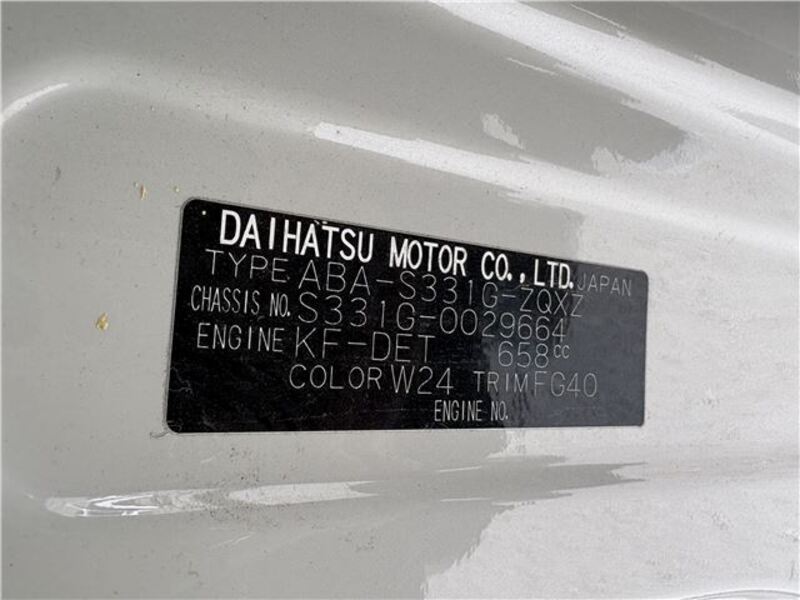 DAIHATSU MOTOR CO., LTD. JAPAN
TYPE ABA-S331G-ZQXZ
CHASSIS NO. S331G-0029664
ENGINE KF-DET 658cc
COLOR W24 TRIM FG40
ENGINE NO.